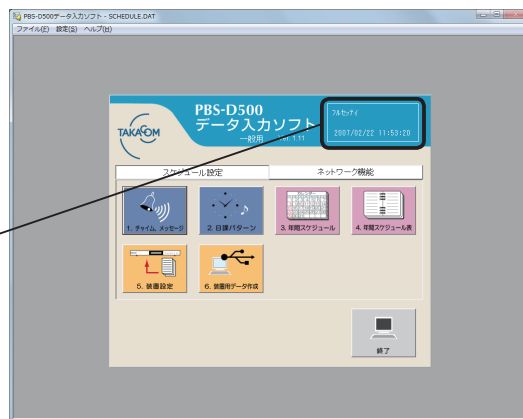 PBS-D500データ入力ソフト - SCHEDULE.DAT
ファイル(F) 設定(S) ヘルプ(H)
TAKACOM
PBS-D500
データ入力ソフト
一般用 Ver. 1.11
フルセッテイ
2007/02/22 11:53:20
スケジュール設定 ネットワーク機能
1. チャイム、メッセージ 2. 日課パターン 3. 年間スケジュール 4. 年間スケジュール表
5. 装置設定 6. 装置用データ作成
終了